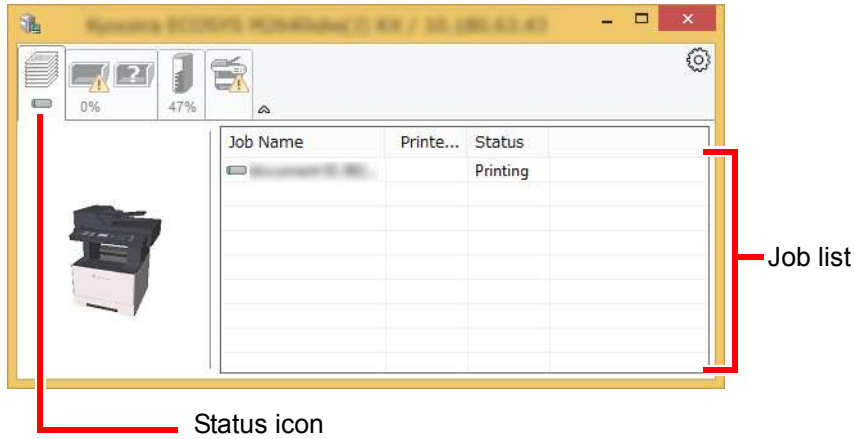 0%
?
47%
Job Name Printe... Status
Printing
Job list
Status icon